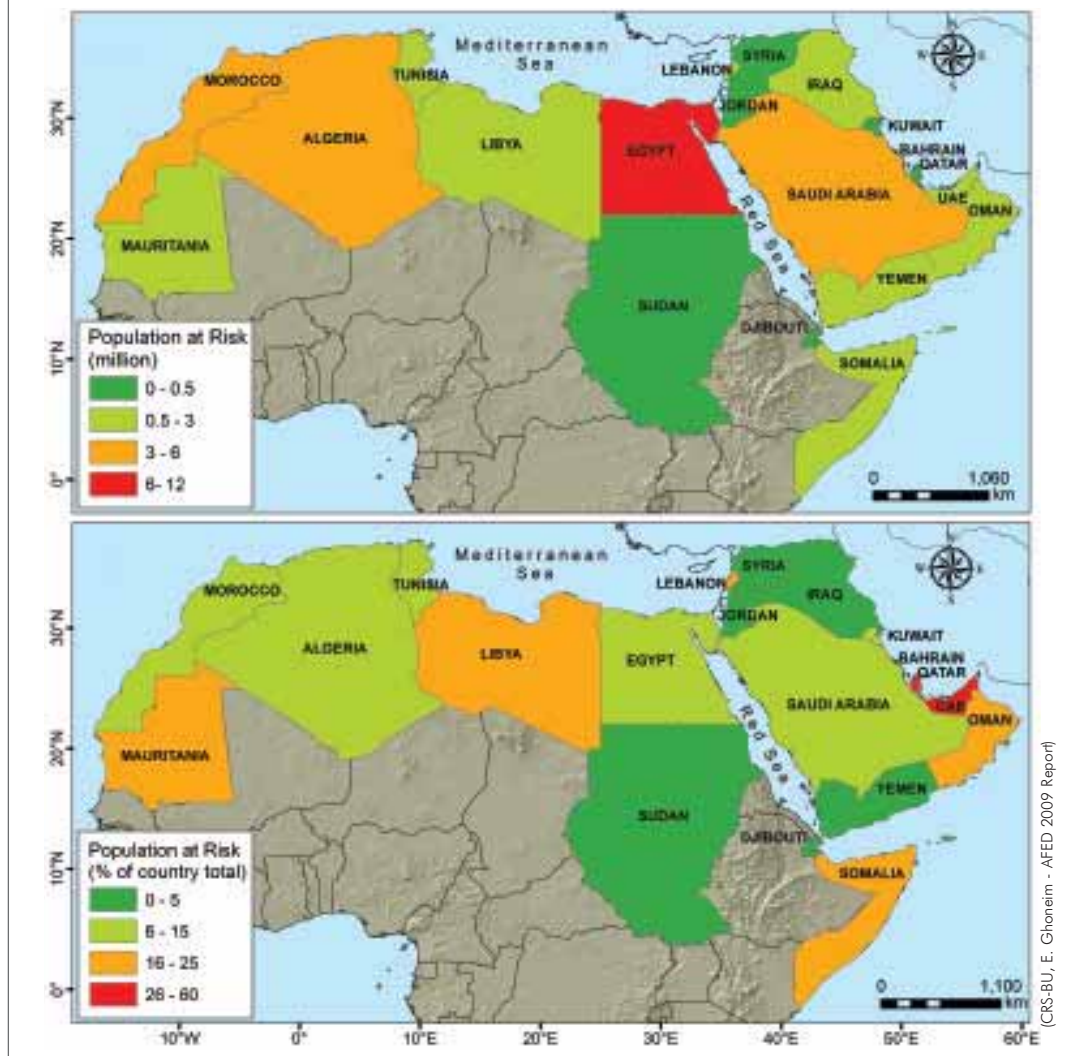 Mediterranean
Sea
MOROCCO
TUNISIA
ALGERIA
LIBYA
EGYPT
LEBANON
SYRIA
IRAQ
JORDAN
KUWAIT
BAHRAIN
QATAR
SAUDI ARABIA
UAE
OMAN
MAURITANIA
Red Sea
YEMEN
SUDAN
DJIBOUTI
SOMALIA
N
W E
S
30°N
20°N
10°N
0°
Population at Risk
(million)
0 - 0.5
0.5 - 3
3 - 6
6- 12
0 1,060
km
Mediterranean
Sea
MOROCCO
TUNISIA
ALGERIA
LIBYA
EGYPT
LEBANON
SYRIA
IRAQ
JORDAN
KUWAIT
BAHRAIN
QATAR
SAUDI ARABIA
UAE
OMAN
MAURITANIA
Red Sea
YEMEN
SUDAN
DJIBOUTI
SOMALIA
N
W E
S
30°N
20°N
10°N
0°
Population at Risk
(% of country total)
0 - 5
6 - 15
16 - 25
26 - 60
0 1,100
km
10°W 0° 10°E 20°E 30°E 40°E 50°E 60°E
(CRS-BU, E. Ghoneim - AFED 2009 Report)